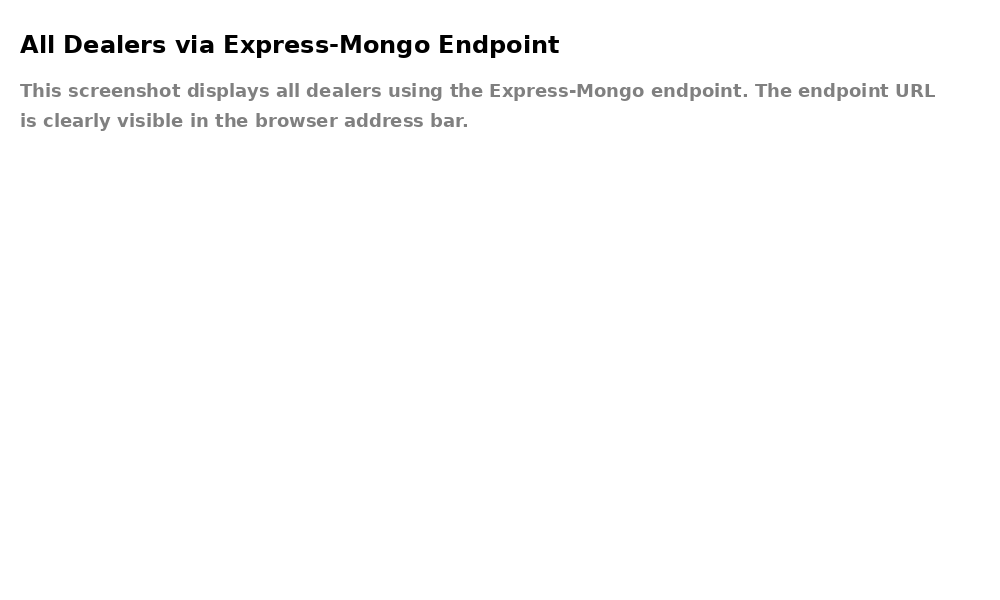 All Dealers via Express-Mongo Endpoint
This screenshot displays all dealers using the Express-Mongo endpoint. The endpoint URL
is clearly visible in the browser address bar.